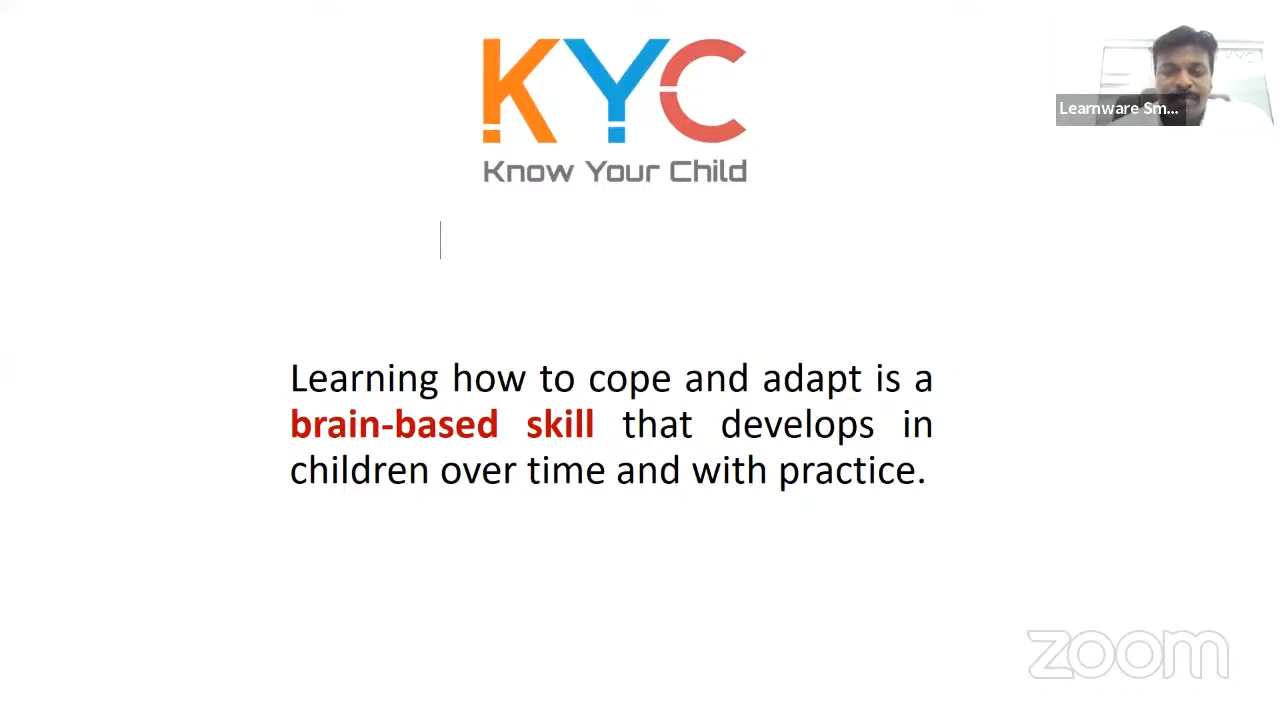 KYC
Know Your Child
Learnware Sm...
Learning how to cope and adapt is a
brain-based skill that develops in
children over time and with practice.
zoom